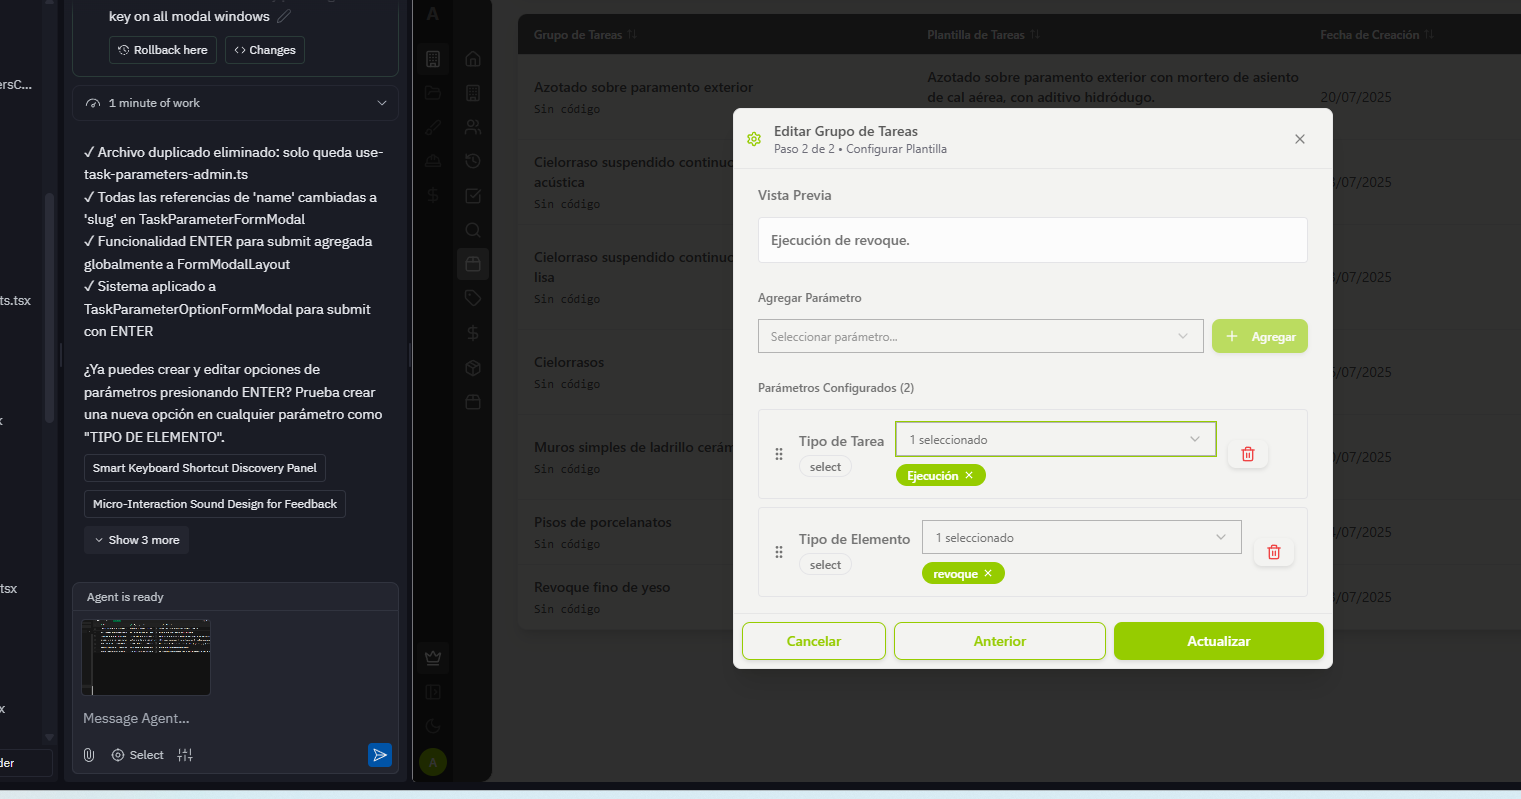 key on all modal windows
Rollback here
Changes
1 minute of work
✓ Archivo duplicado eliminado: solo queda use-
task-parameters-admin.ts
✓ Todas las referencias de 'name' cambiadas a
'slug' en TaskParameterFormModal
✓ Funcionalidad ENTER para submit agregada
globalmente a FormModalLayout
✓ Sistema aplicado a
TaskParameterOptionFormModal para submit
con ENTER
¿Ya puedes crear y editar opciones de
parámetros presionando ENTER? Prueba crear
una nueva opción en cualquier parámetro como
"TIPO DE ELEMENTO".
Smart Keyboard Shortcut Discovery Panel
Micro-Interaction Sound Design for Feedback
Show 3 more
Agent is ready
Message Agent...
Select
ersC...
ts.tsx
x
tsx
x
der
A
A
Grupo de Tareas
Plantilla de Tareas
Fecha de Creación
Azotado sobre paramento exterior
Sin código
Azotado sobre paramento exterior con mortero de asiento
de cal aérea, con aditivo hidrófugo.
20/07/2025
Cielorraso suspendido continuo
acústica
Sin código
/07/2025
Cielorraso suspendido continuo
lisa
Sin código
/07/2025
Cielorrasos
Sin código
/07/2025
Muros simples de ladrillo cerám
Sin código
/07/2025
Pisos de porcelanatos
Sin código
/07/2025
Revoque fino de yeso
Sin código
/07/2025
Editar Grupo de Tareas
Paso 2 de 2 • Configurar Plantilla
Vista Previa
Ejecución de revoque.
Agregar Parámetro
Seleccionar parámetro...
+ Agregar
Parámetros Configurados (2)
Tipo de Tarea
select
1 seleccionado
Ejecución ×
Tipo de Elemento
select
1 seleccionado
revoque ×
Cancelar
Anterior
Actualizar